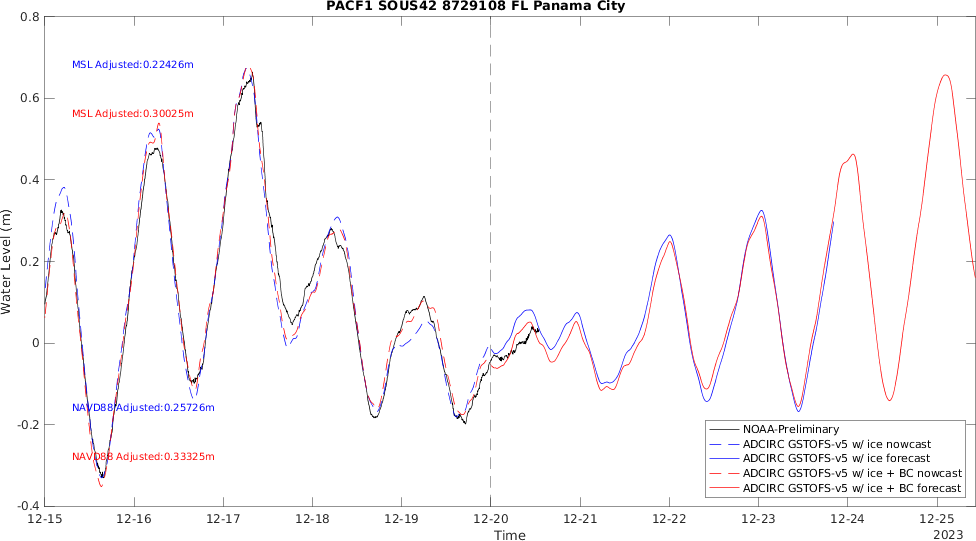 PACF1 SOUS42 8729108 FL Panama City
0.8
0.6
0.4
0.2
0
-0.2
-0.4
Water Level (m)
MSL Adjusted:0.22426m
MSL Adjusted:0.30025m
NAVD88 Adjusted:0.25726m
NAVD88 Adjusted:0.33325m
NOAA-Preliminary
ADCIRC GSTOFS-v5 w/ ice nowcast
ADCIRC GSTOFS-v5 w/ ice forecast
ADCIRC GSTOFS-v5 w/ ice + BC nowcast
ADCIRC GSTOFS-v5 w/ ice + BC forecast
12-15 12-16 12-17 12-18 12-19 12-20 12-21 12-22 12-23 12-24 12-25
Time
2023